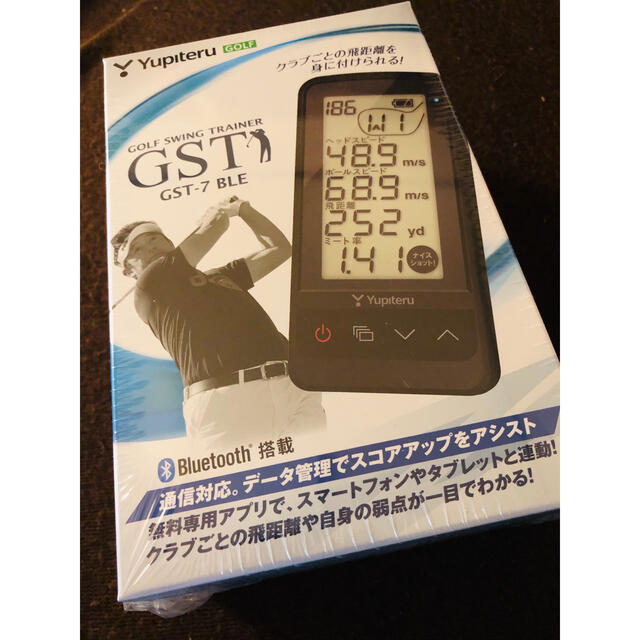 Yupiteru GOLF
クラブごとの飛距離を
身に付けられる!
GOLF SWING TRAINER
GST
GST-7 BLE
186
1W 1
ヘッドスピード
48.9 m/s
ボールスピード
68.9 m/s
飛距離
252 yd
ミート率
1.41 ナイスショット!
Yupiteru
Bluetooth® 搭載
通信対応。データ管理でスコアアップをアシスト
無料専用アプリで、スマートフォンやタブレットと連動!
クラブごとの飛距離や自身の弱点が一目でわかる!